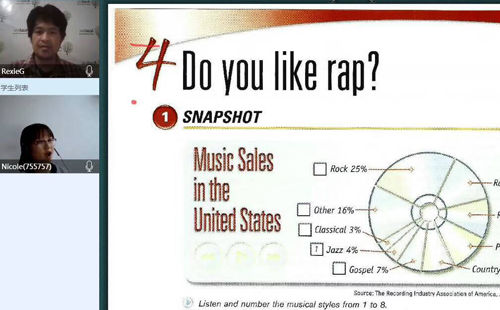 RexieG
学生列表
Nicole(755757)
4 Do you like rap?
1 SNAPSHOT
Music Sales
in the
United States
Rock 25%
Other 16%
Classical 3%
1 Jazz 4%
Gospel 7%
Country
Source: The Recording Industry Association of America,
Listen and number the musical styles from 1 to 8.